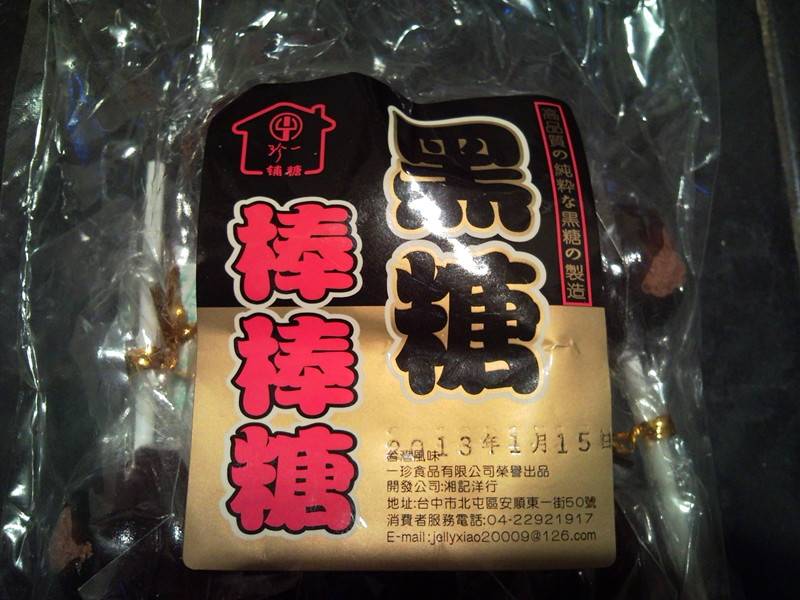 高品質の純粋な黒糖の製造
黑糖
棒棒糖
一珍
糖舖
2013年1月15日
台灣風味
一珍食品有限公司榮譽出品
開發公司:湘記洋行
地址:台中市北屯區安順東一街50號
消費者服務電話:04-22921917
E-mail:jellyxiao20009@126.com